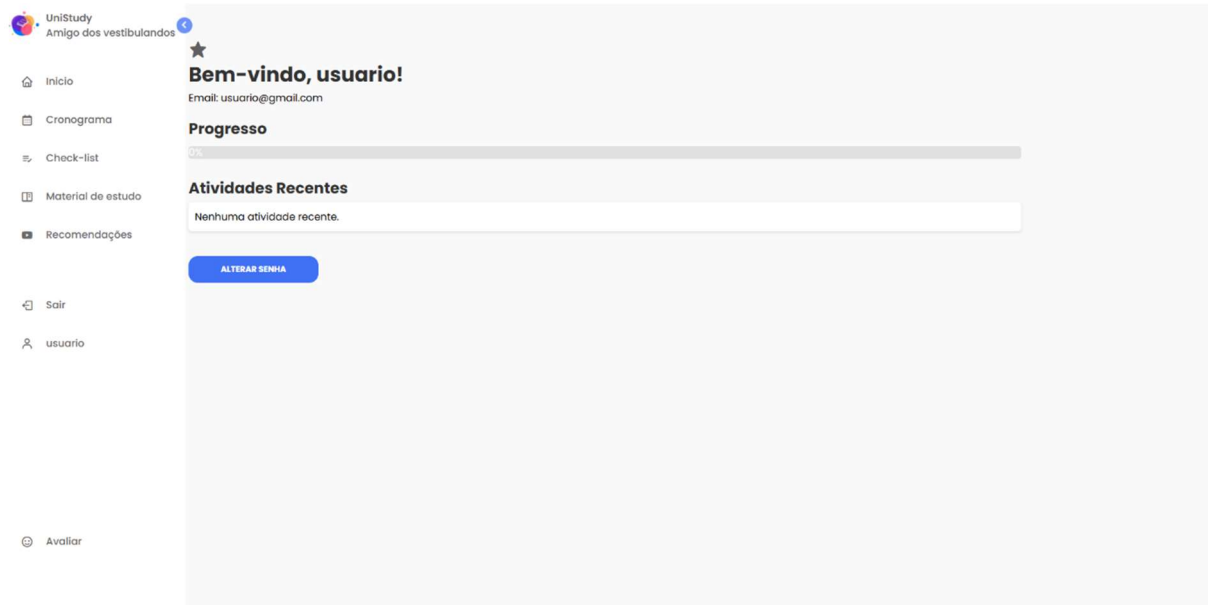 UniStudy
Amigo dos vestibulandos
Inicio
Cronograma
Check-list
Material de estudo
Recomendações
Sair
usuario
Avaliar
Bem-vindo, usuario!
Email: usuario@gmail.com
Progresso
0%
Atividades Recentes
Nenhuma atividade recente.
ALTERAR SENHA